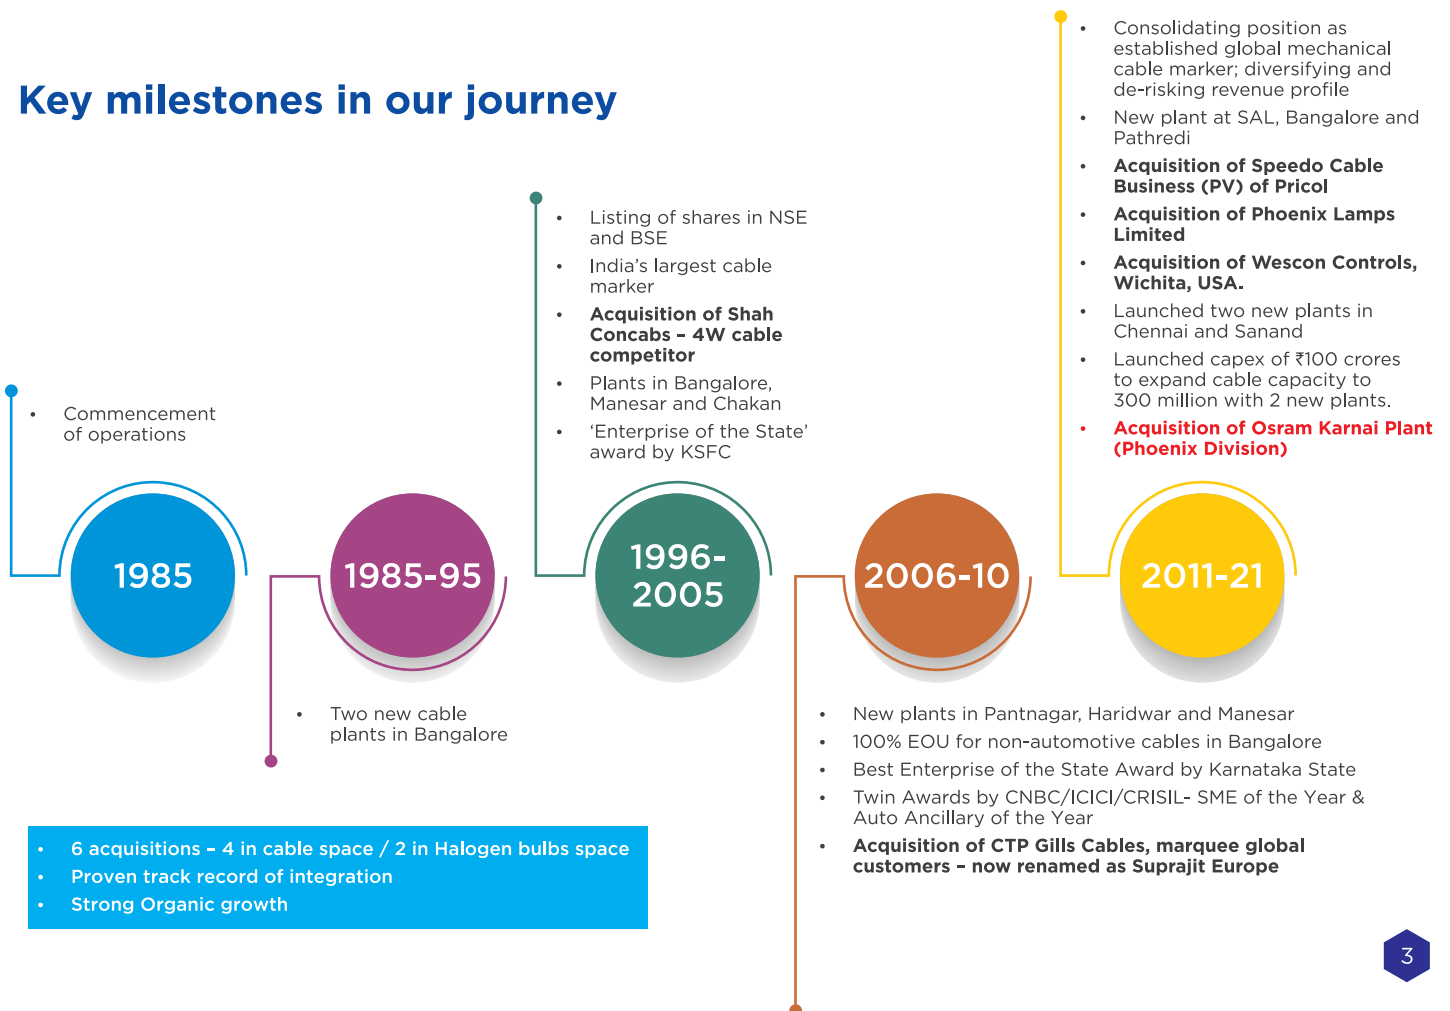 Key milestones in our journey
• Commencement
of operations
1985
1985-95
• Two new cable
plants in Bangalore
• Listing of shares in NSE
and BSE
• India's largest cable
marker
• Acquisition of Shah
Concabs – 4W cable
competitor
• Plants in Bangalore,
Manesar and Chakan
• 'Enterprise of the State'
award by KSFC
1996-
2005
2006-10
• New plants in Pantnagar, Haridwar and Manesar
• 100% EOU for non-automotive cables in Bangalore
• Best Enterprise of the State Award by Karnataka State
• Twin Awards by CNBC/ICICI/CRISIL- SME of the Year &
Auto Ancillary of the Year
• Acquisition of CTP Gills Cables, marquee global
customers – now renamed as Suprajit Europe
• Consolidating position as
established global mechanical
cable marker; diversifying and
de-risking revenue profile
• New plant at SAL, Bangalore and
Pathredi
• Acquisition of Speedo Cable
Business (PV) of Pricol
• Acquisition of Phoenix Lamps
Limited
• Acquisition of Wescon Controls,
Wichita, USA.
• Launched two new plants in
Chennai and Sanand
• Launched capex of ₹100 crores
to expand cable capacity to
300 million with 2 new plants.
• Acquisition of Osram Karnai Plant
(Phoenix Division)
2011-21
• 6 acquisitions – 4 in cable space / 2 in Halogen bulbs space
• Proven track record of integration
• Strong Organic growth
3